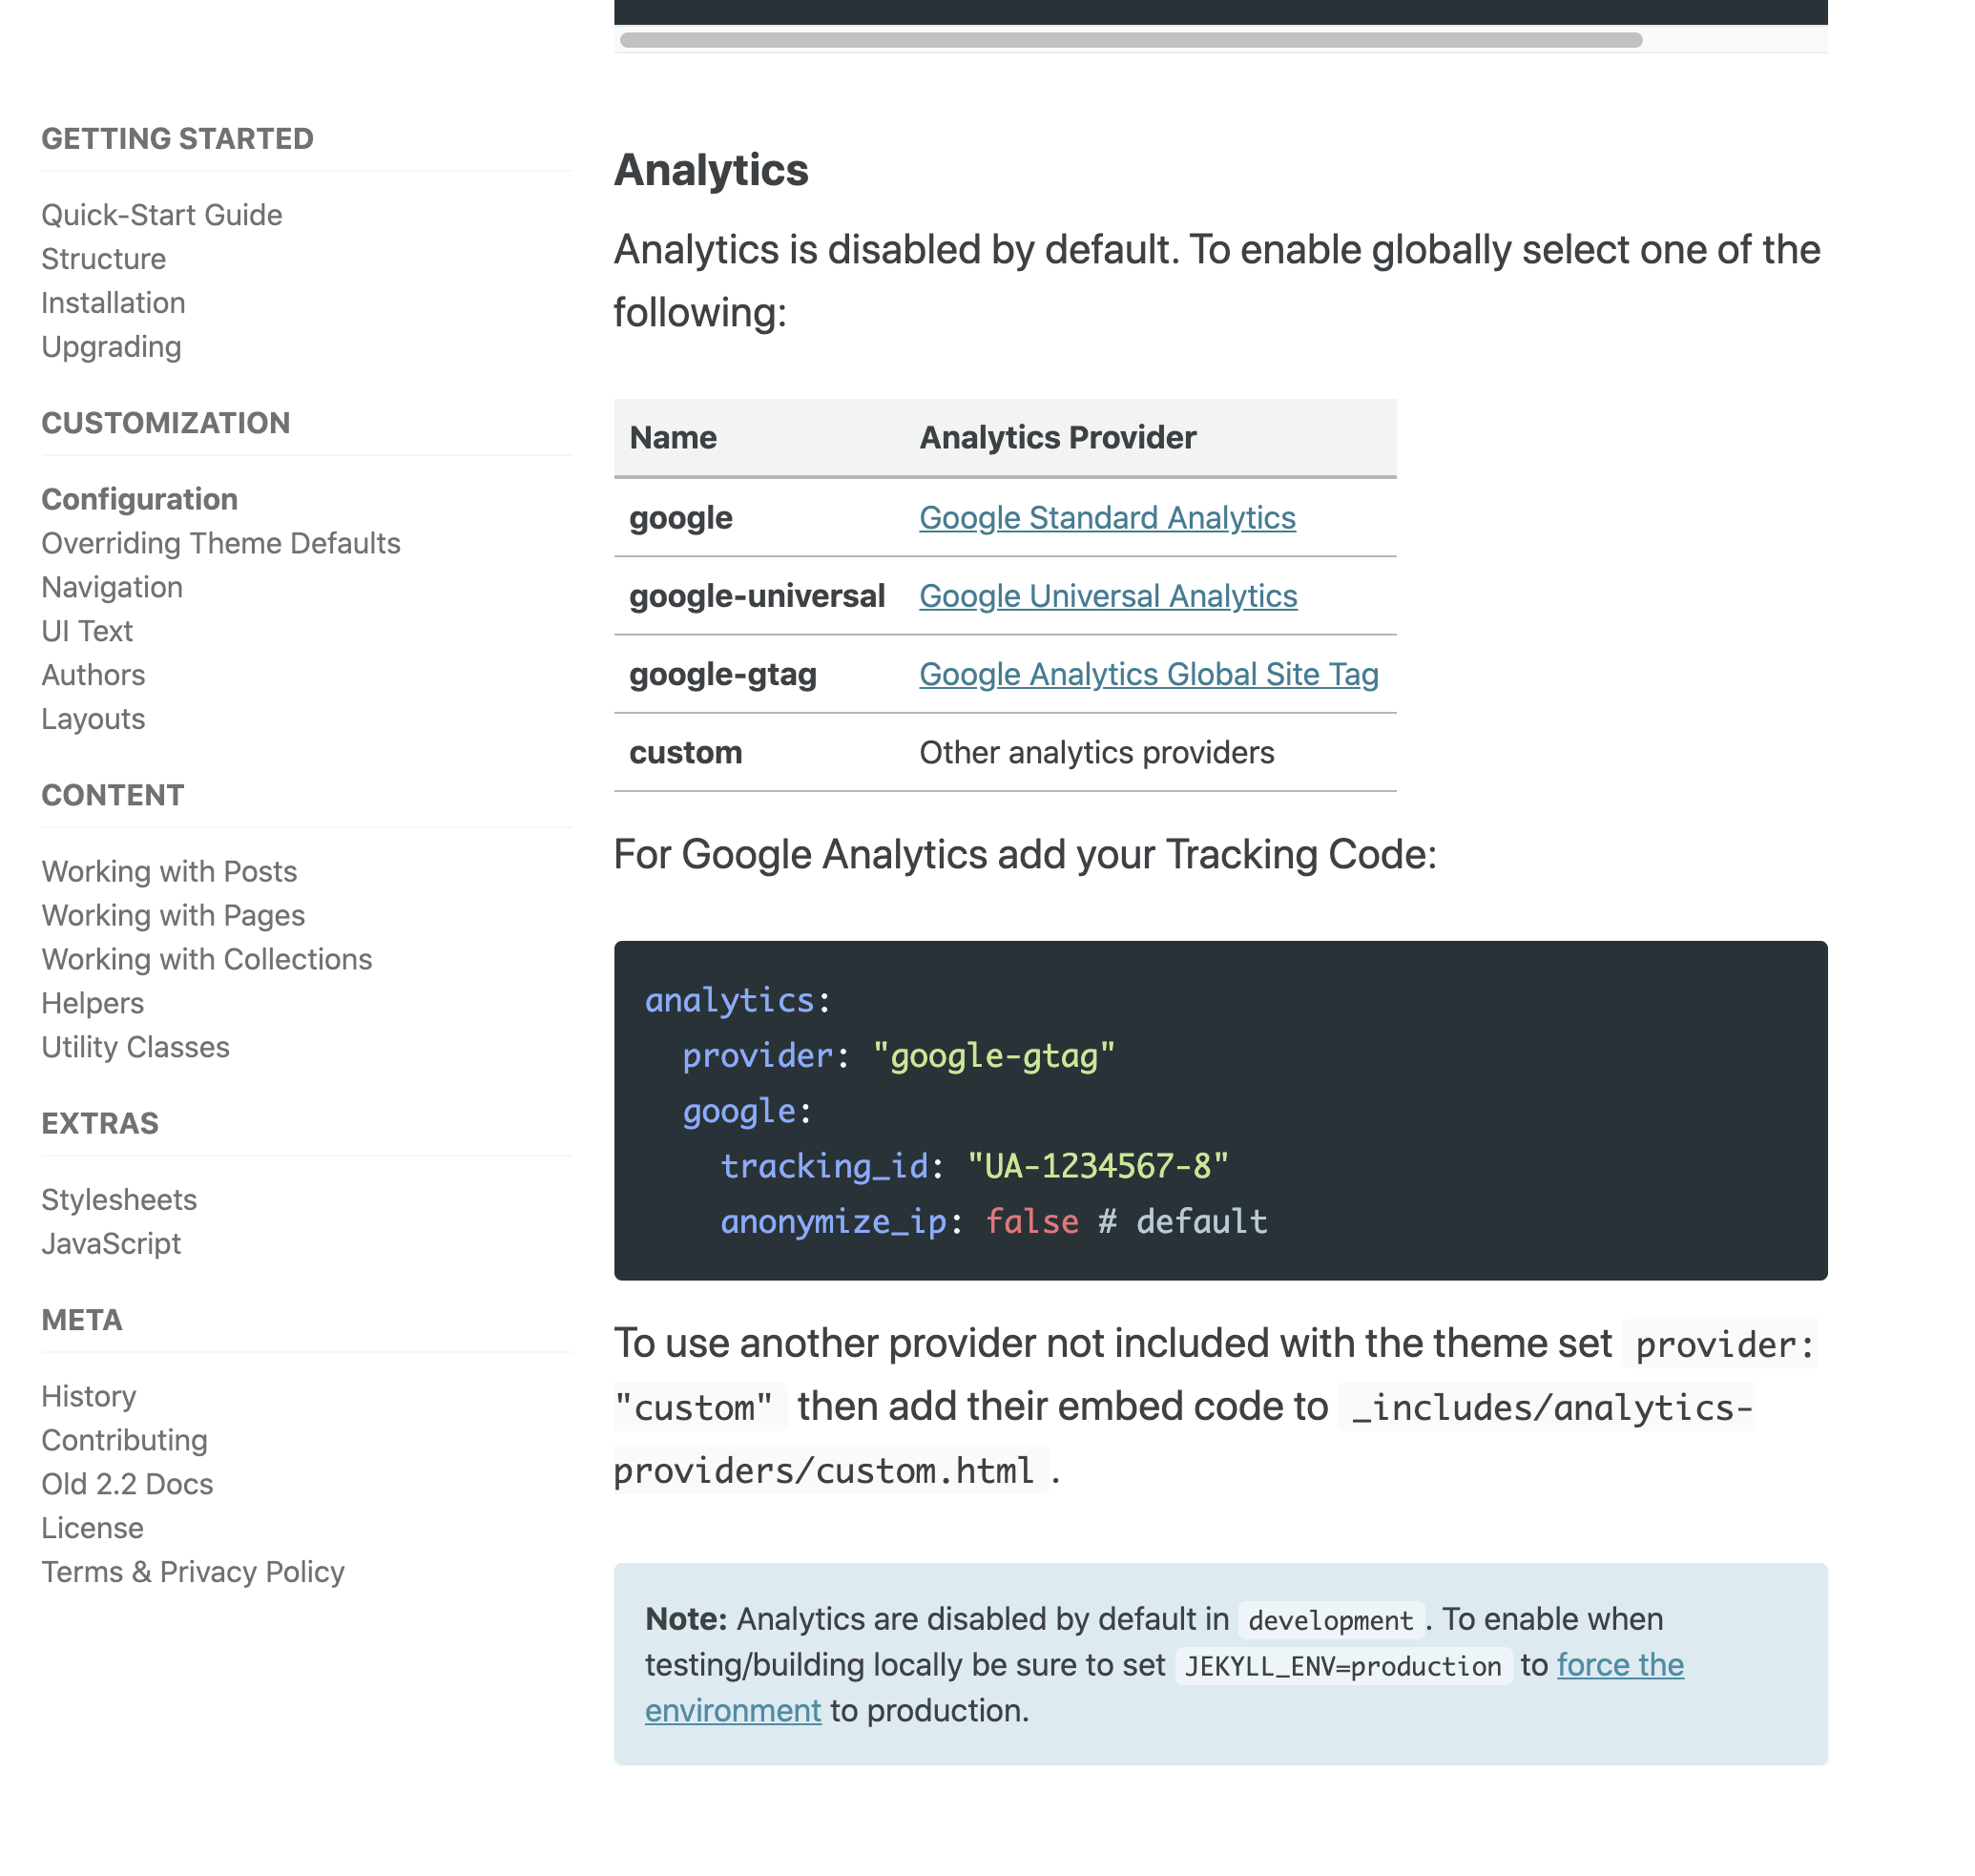 GETTING STARTED
Quick-Start Guide
Structure
Installation
Upgrading
CUSTOMIZATION
Configuration
Overriding Theme Defaults
Navigation
UI Text
Authors
Layouts
CONTENT
Working with Posts
Working with Pages
Working with Collections
Helpers
Utility Classes
EXTRAS
Stylesheets
JavaScript
META
History
Contributing
Old 2.2 Docs
License
Terms & Privacy Policy
Analytics
Analytics is disabled by default. To enable globally select one of the
following:
Name Analytics Provider
google Google Standard Analytics
google-universal Google Universal Analytics
google-gtag Google Analytics Global Site Tag
custom Other analytics providers
For Google Analytics add your Tracking Code:
analytics:
  provider: "google-gtag"
  google:
    tracking_id: "UA-1234567-8"
    anonymize_ip: false # default
To use another provider not included with the theme set provider:
"custom" then add their embed code to _includes/analytics-
providers/custom.html .
Note: Analytics are disabled by default in development . To enable when
testing/building locally be sure to set JEKYLL_ENV=production to force the
environment to production.